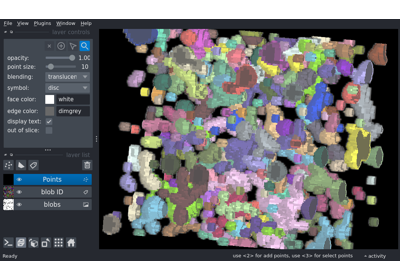 File View Plugins Window Help
layer controls
opacity: 1.00
point size: 10
blending: translucen
symbol: disc
face color: white
edge color: dimgrey
display text:
out of slice:
layer list
Points
blob ID
blobs
Ready
use <2> for add points, use <3> for select points
activity